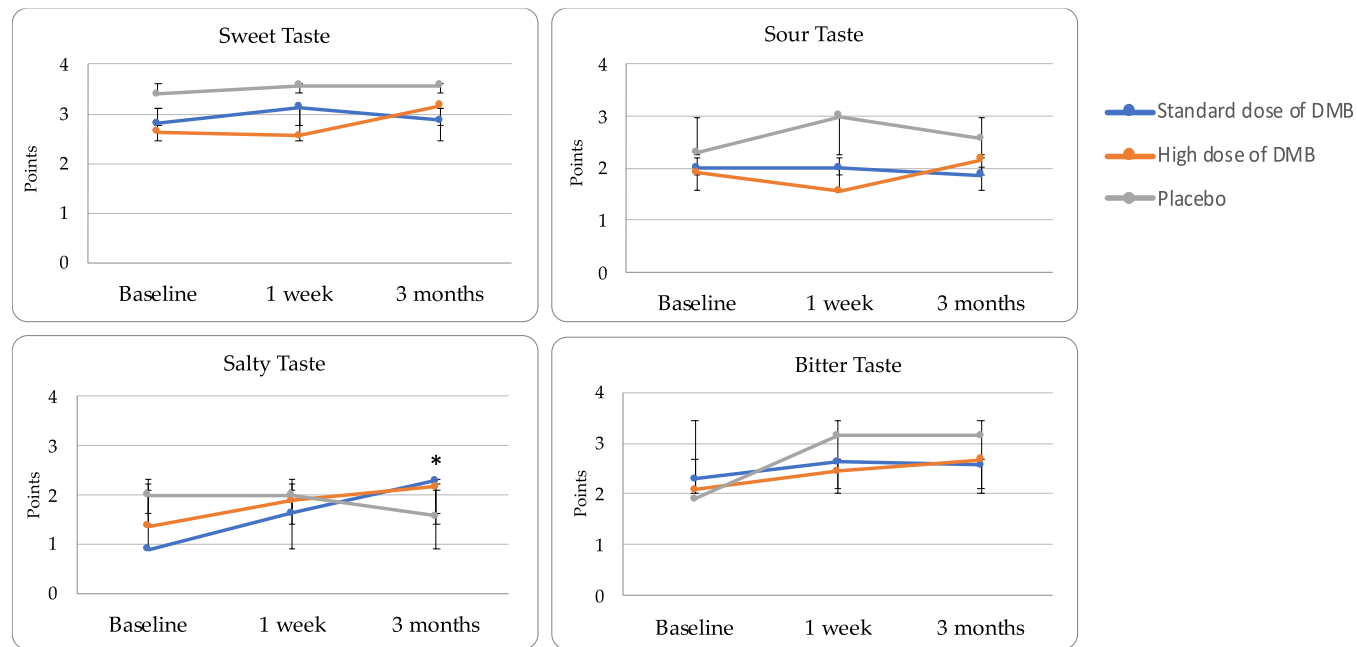 Sweet Taste
4
3
2
1
0
Points
Baseline 1 week 3 months
Sour Taste
4
3
2
1
0
Points
Baseline 1 week 3 months
Standard dose of DMB
High dose of DMB
Placebo
Salty Taste
4
3
2
1
0
Points
*
Baseline 1 week 3 months
Bitter Taste
4
3
2
1
0
Points
Baseline 1 week 3 months